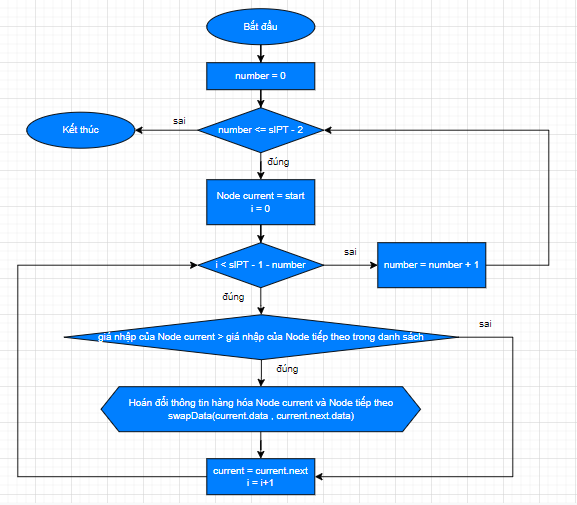 Bắt đầu
number = 0
number <= sIPT - 2
sai
Kết thúc
đúng
Node current = start
i = 0
i < sIPT - 1 - number
sai
number = number + 1
đúng
giá nhập của Node current > giá nhập của Node tiếp theo trong danh sách
sai
đúng
Hoán đổi thông tin hàng hóa Node current và Node tiếp theo
swapData(current.data , current.next.data)
current = current.next
i = i+1